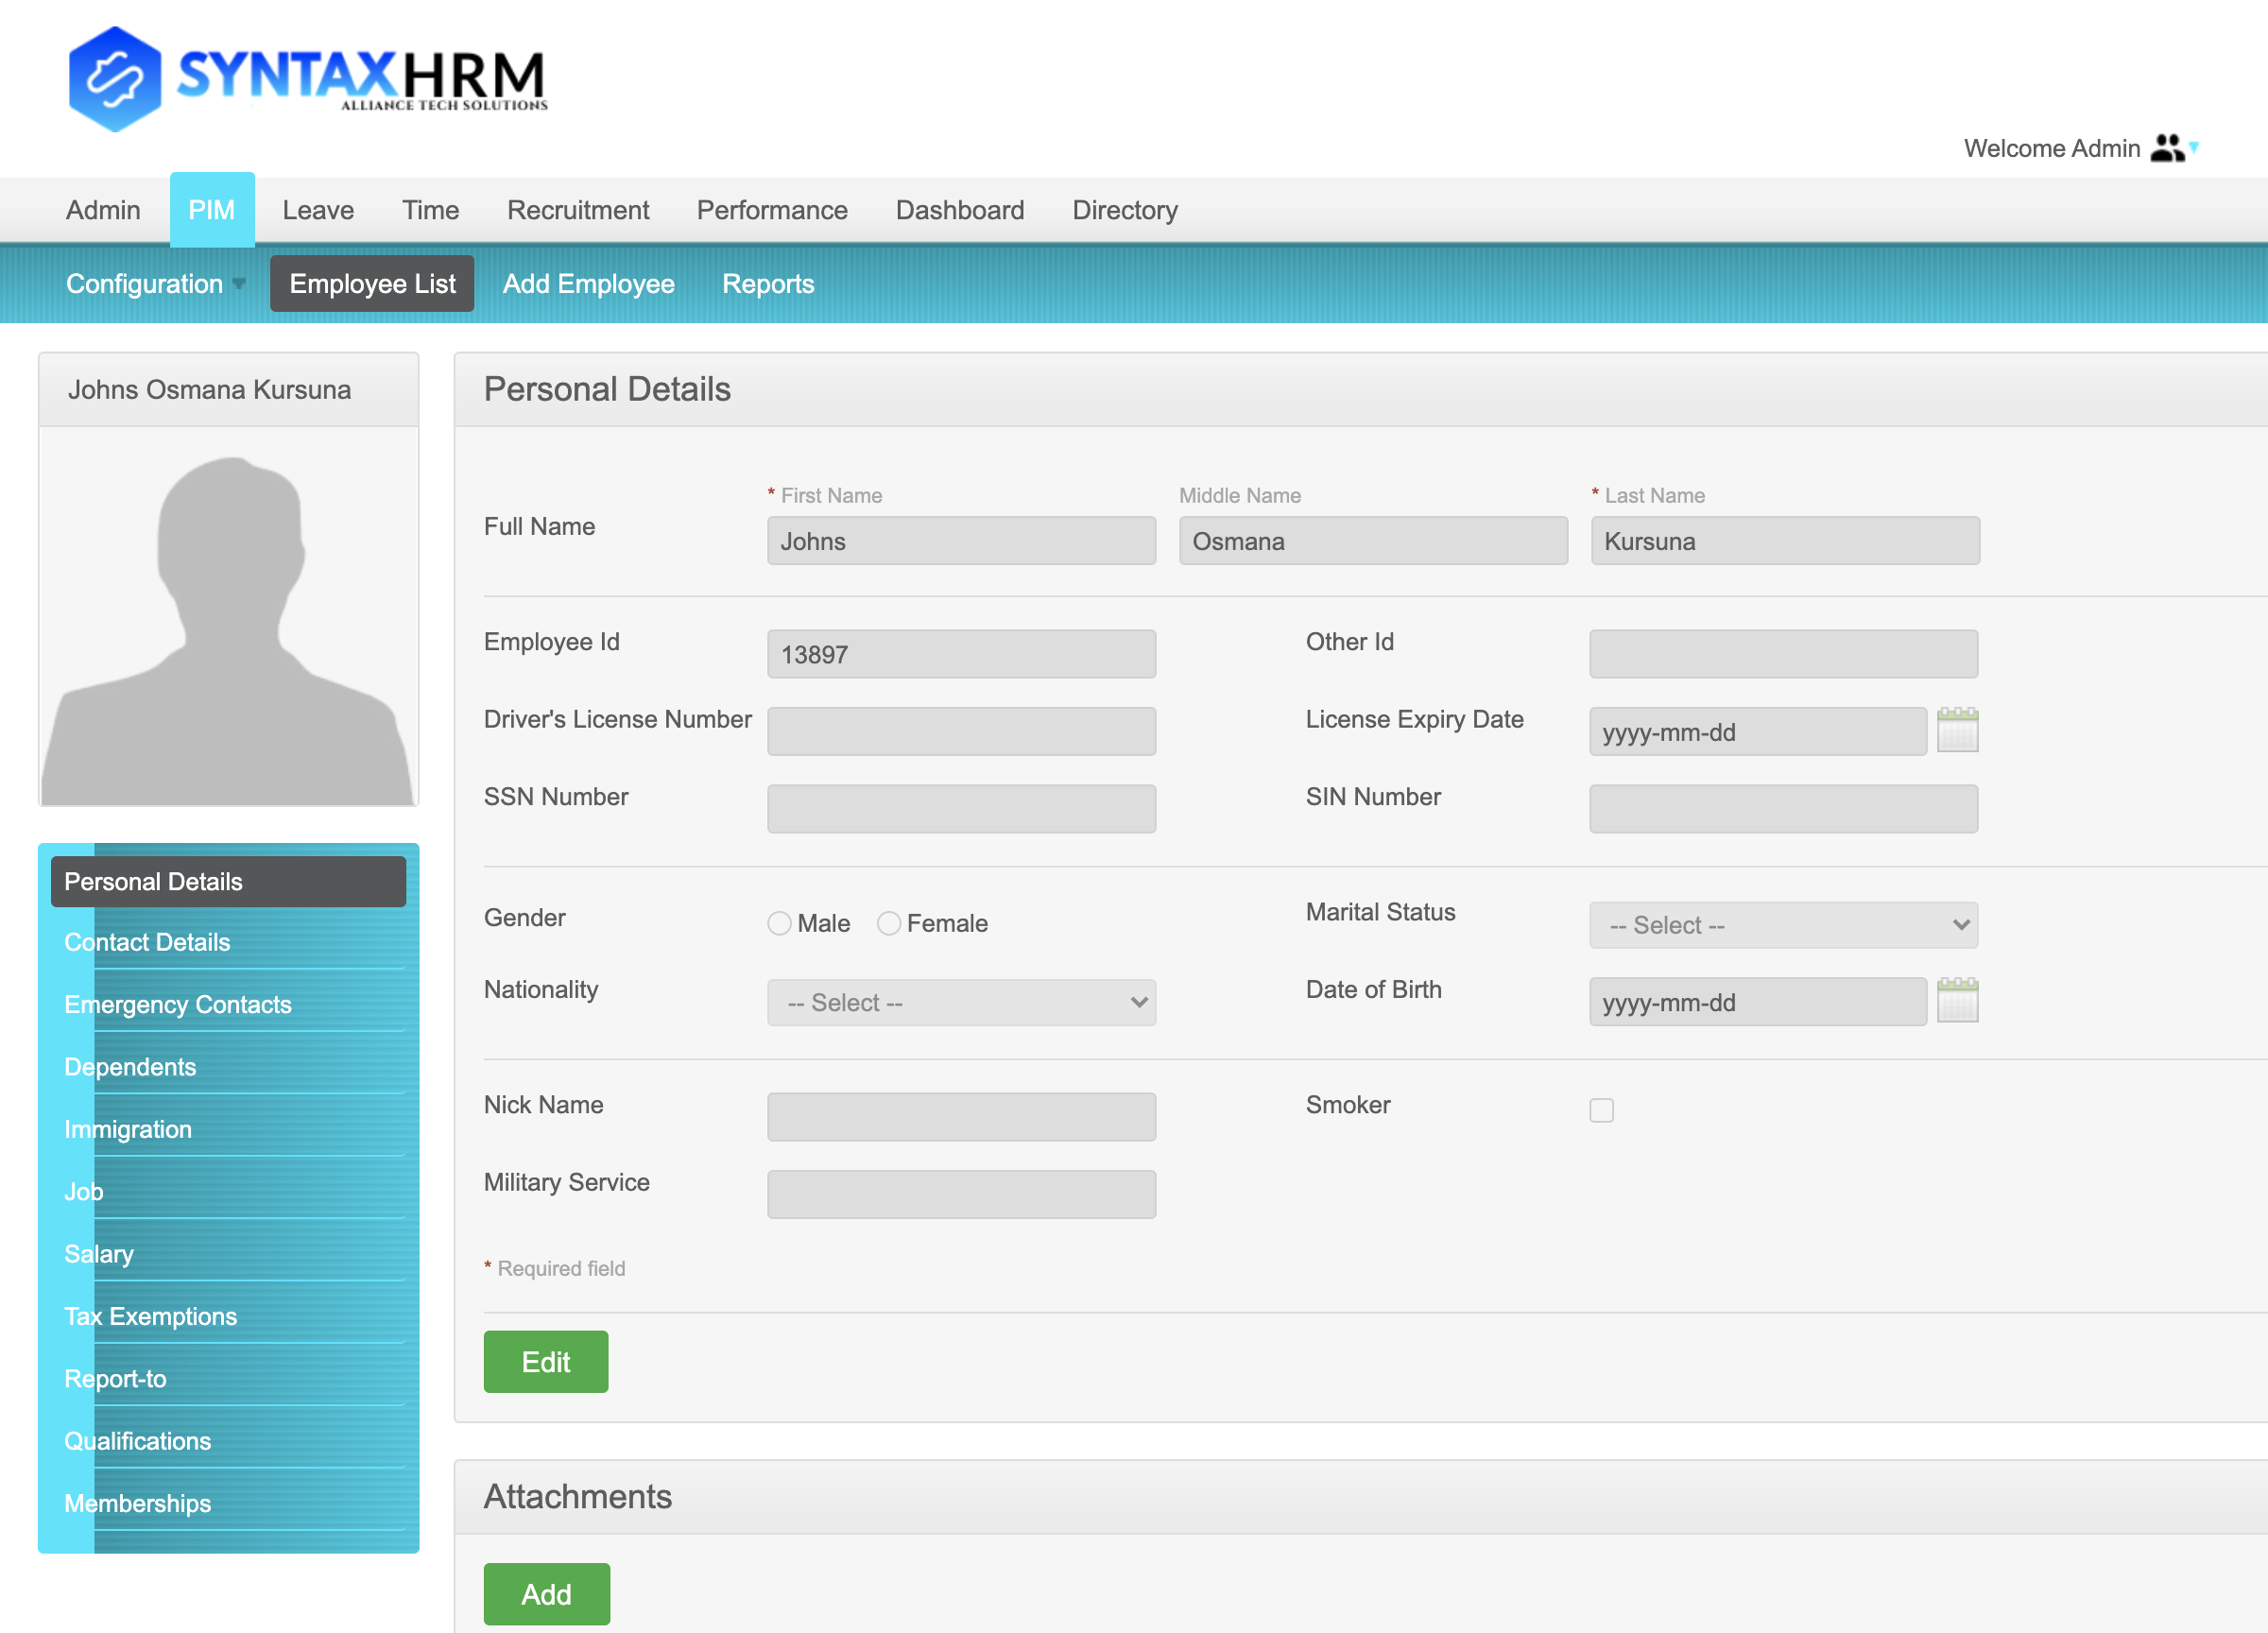 SYNTAXHRM
ALLIANCE TECH SOLUTIONS
Welcome Admin
Admin PIM Leave Time Recruitment Performance Dashboard Directory
Configuration Employee List Add Employee Reports
Johns Osmana Kursuna
Personal Details
Contact Details
Emergency Contacts
Dependents
Immigration
Job
Salary
Tax Exemptions
Report-to
Qualifications
Memberships
Personal Details
* First Name Middle Name * Last Name
Full Name Johns Osmana Kursuna
Employee Id 13897 Other Id
Driver's License Number License Expiry Date yyyy-mm-dd
SSN Number SIN Number
Gender Male Female Marital Status -- Select --
Nationality -- Select -- Date of Birth yyyy-mm-dd
Nick Name Smoker
Military Service
* Required field
Edit
Attachments
Add